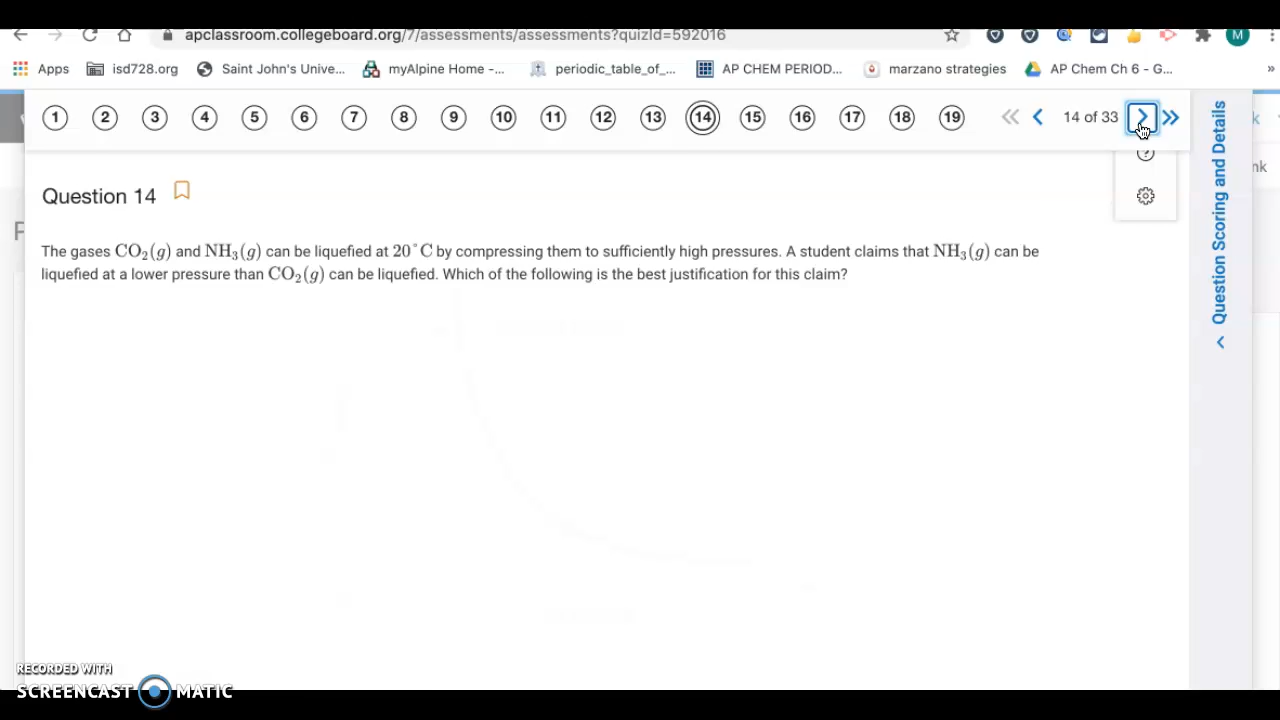 apclassroom.collegeboard.org/7/assessments/assessments?quizId=592016
M
Apps isd728.org Saint John's Unive... myAlpine Home -... periodic_table_of_... AP CHEM PERIOD... marzano strategies AP Chem Ch 6 - G... »
1 2 3 4 5 6 7 8 9 10 11 12 13 14 15 16 17 18 19 14 of 33
Question 14
The gases CO₂(g) and NH₃(g) can be liquefied at 20°C by compressing them to sufficiently high pressures. A student claims that NH₃(g) can be
liquefied at a lower pressure than CO₂(g) can be liquefied. Which of the following is the best justification for this claim?
Question Scoring and Details
RECORDED WITH
SCREENCAST MATIC